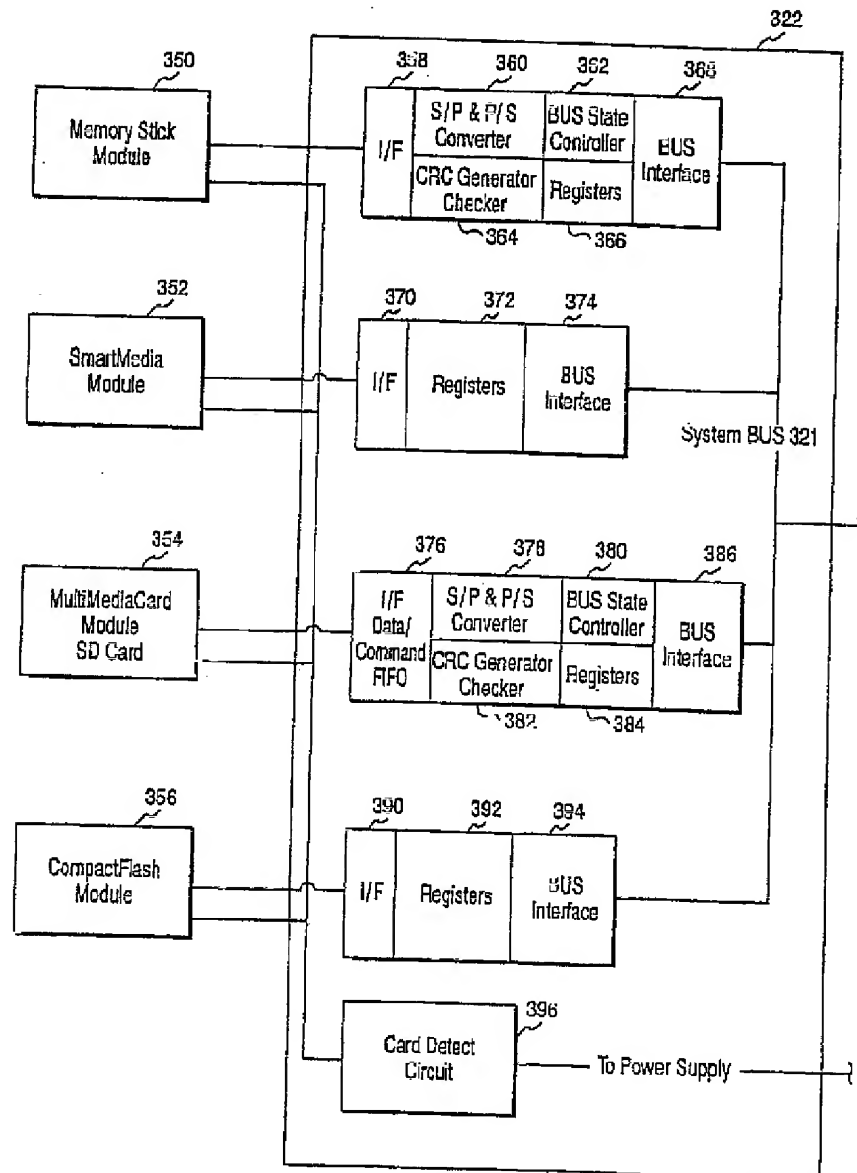 322
350
358
360
362
368
Memory Stick
Module
I/F
S/P & P/S
Converter
BUS State
Controller
BUS
Interface
CRC Generator
Checker
Registers
364
366
352
370
372
374
SmartMedia
Module
I/F
Registers
BUS
Interface
System BUS 321
354
376
378
380
386
MultiMediaCard
Module
SD Card
I/F
Data/
Command
FIFO
S/P & P/S
Converter
BUS State
Controller
BUS
Interface
CRC Generator
Checker
Registers
382
384
356
390
392
394
CompactFlash
Module
I/F
Registers
BUS
Interface
396
Card Detect
Circuit
To Power Supply